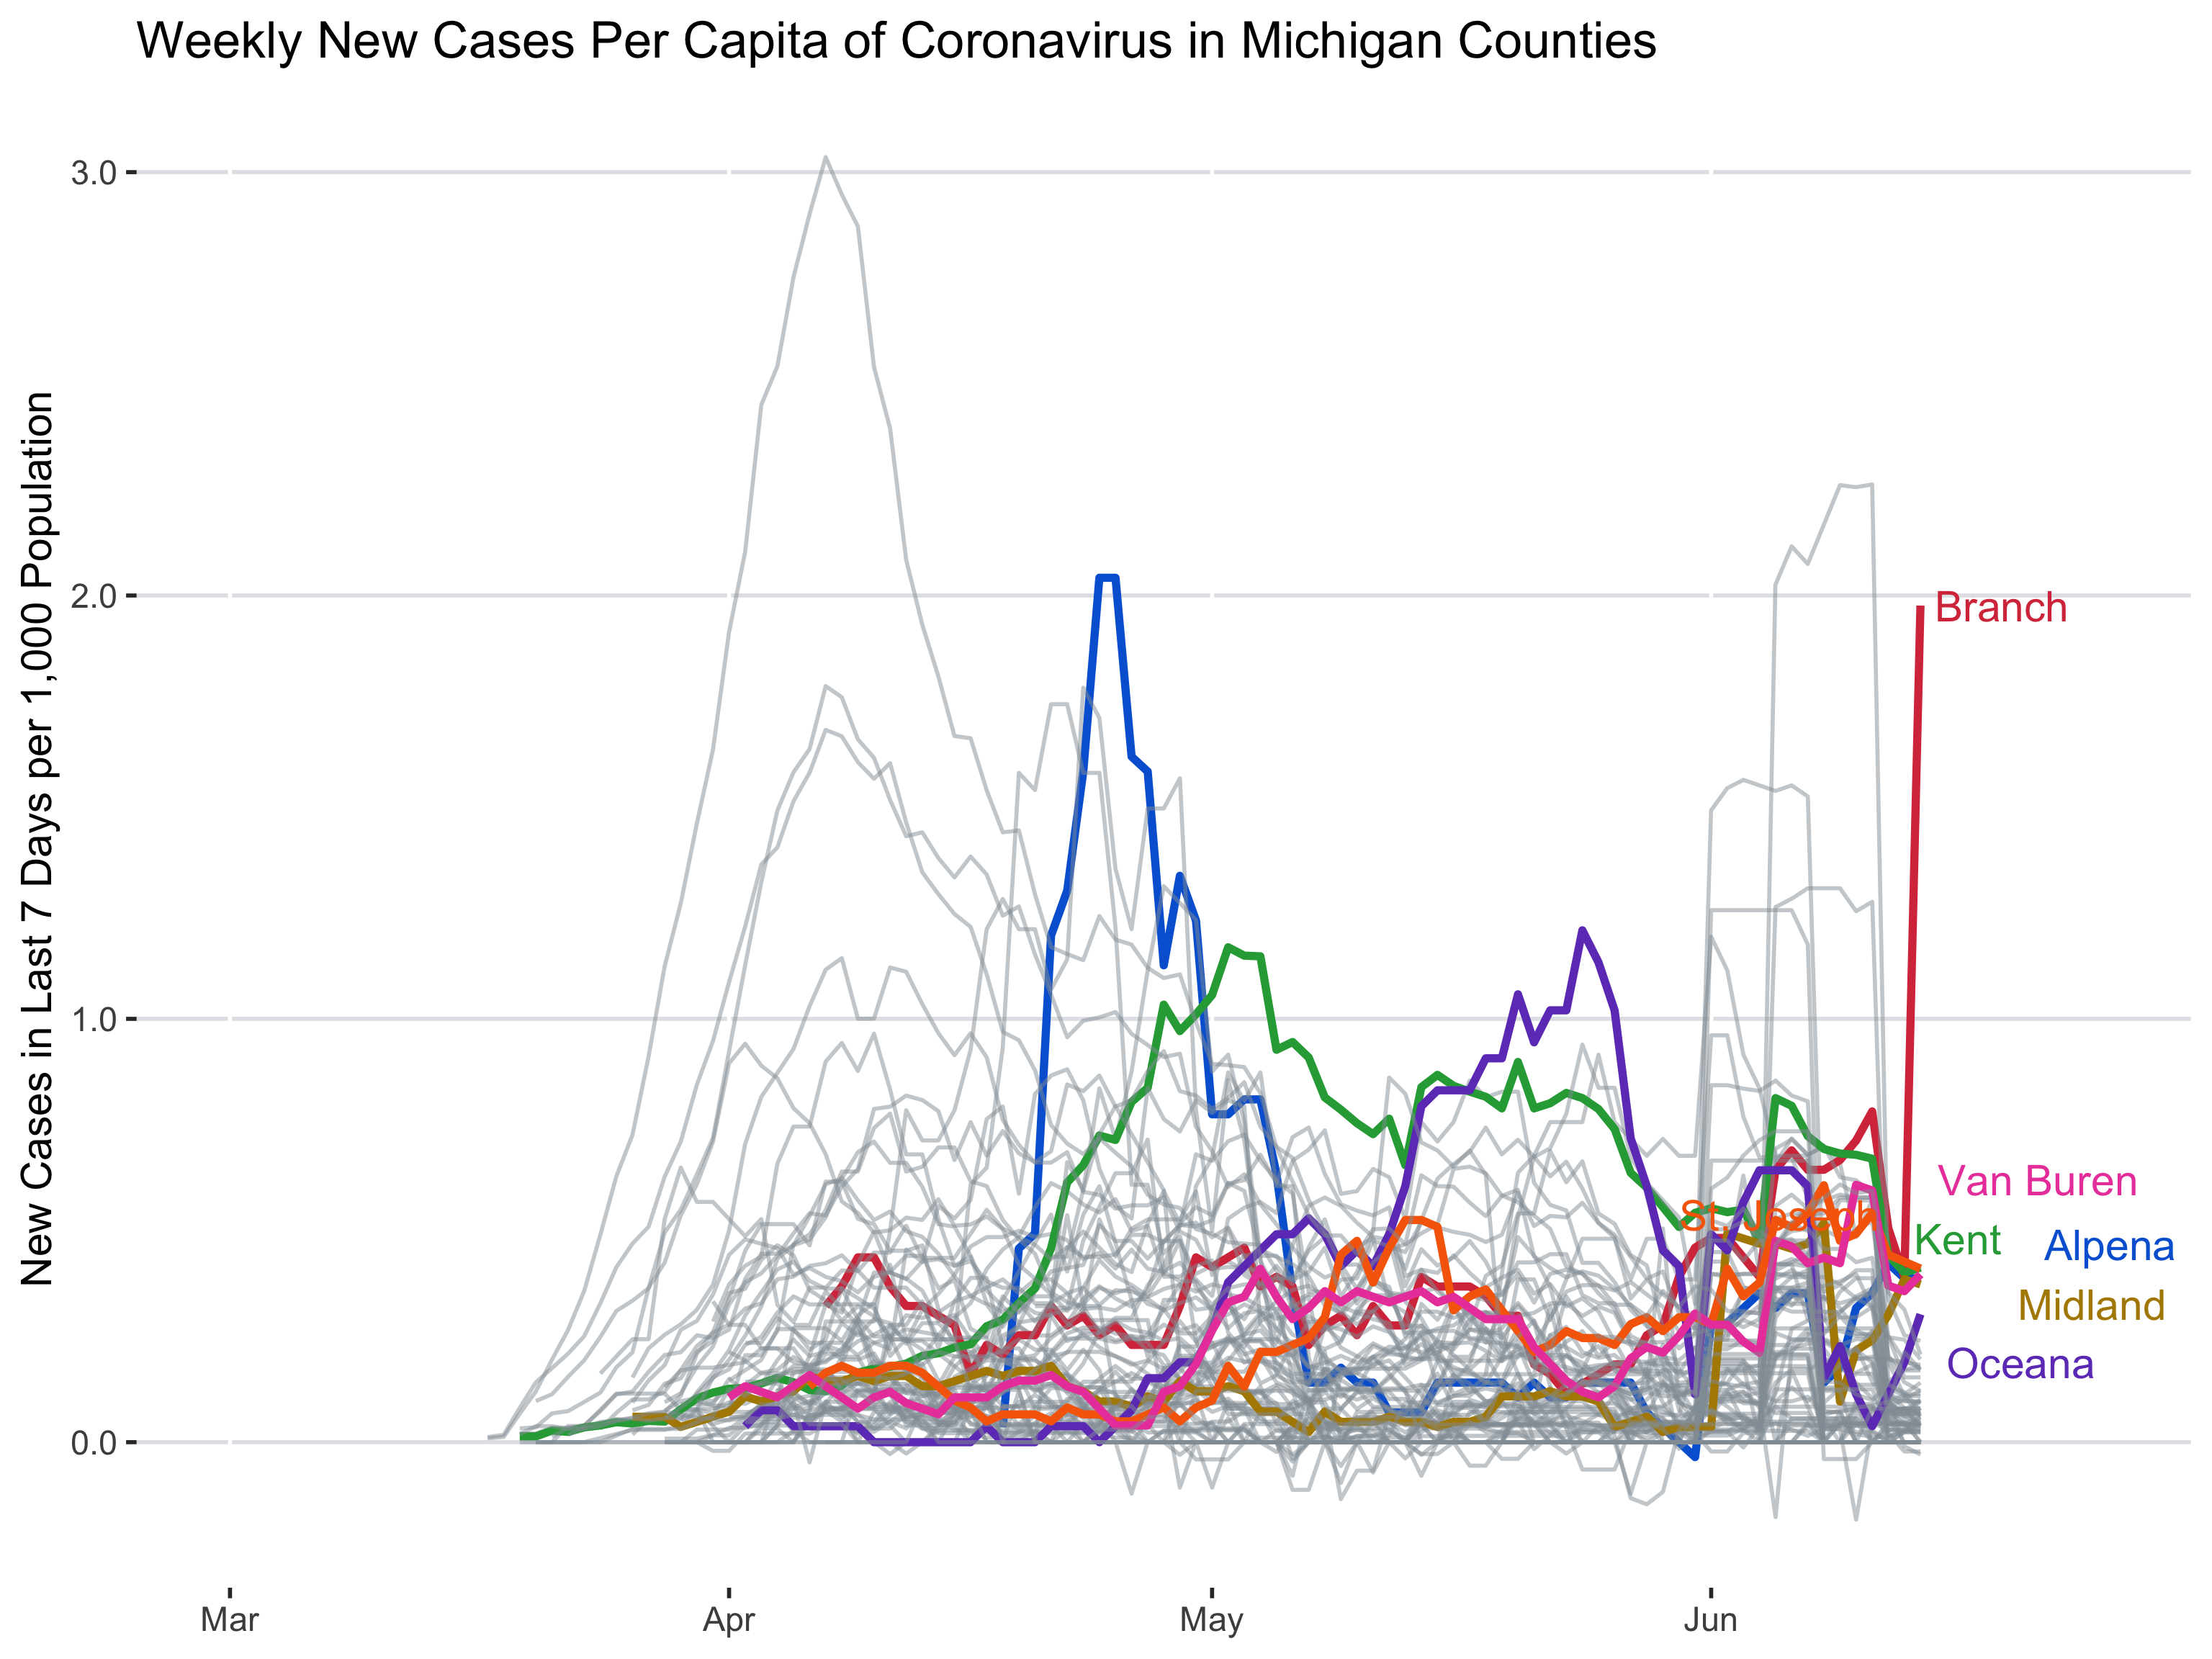 Weekly New Cases Per Capita of Coronavirus in Michigan Counties
New Cases in Last 7 Days per 1,000 Population
3.0
2.0
1.0
0.0
Branch
Van Buren
St. Joseph
Kent
Alpena
Midland
Oceana
Mar
Apr
May
Jun